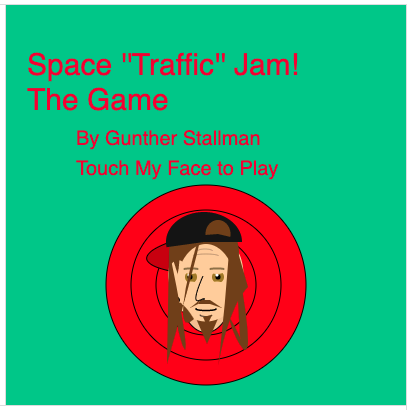 Space "Traffic" Jam!
The Game
By Gunther Stallman
Touch My Face to Play